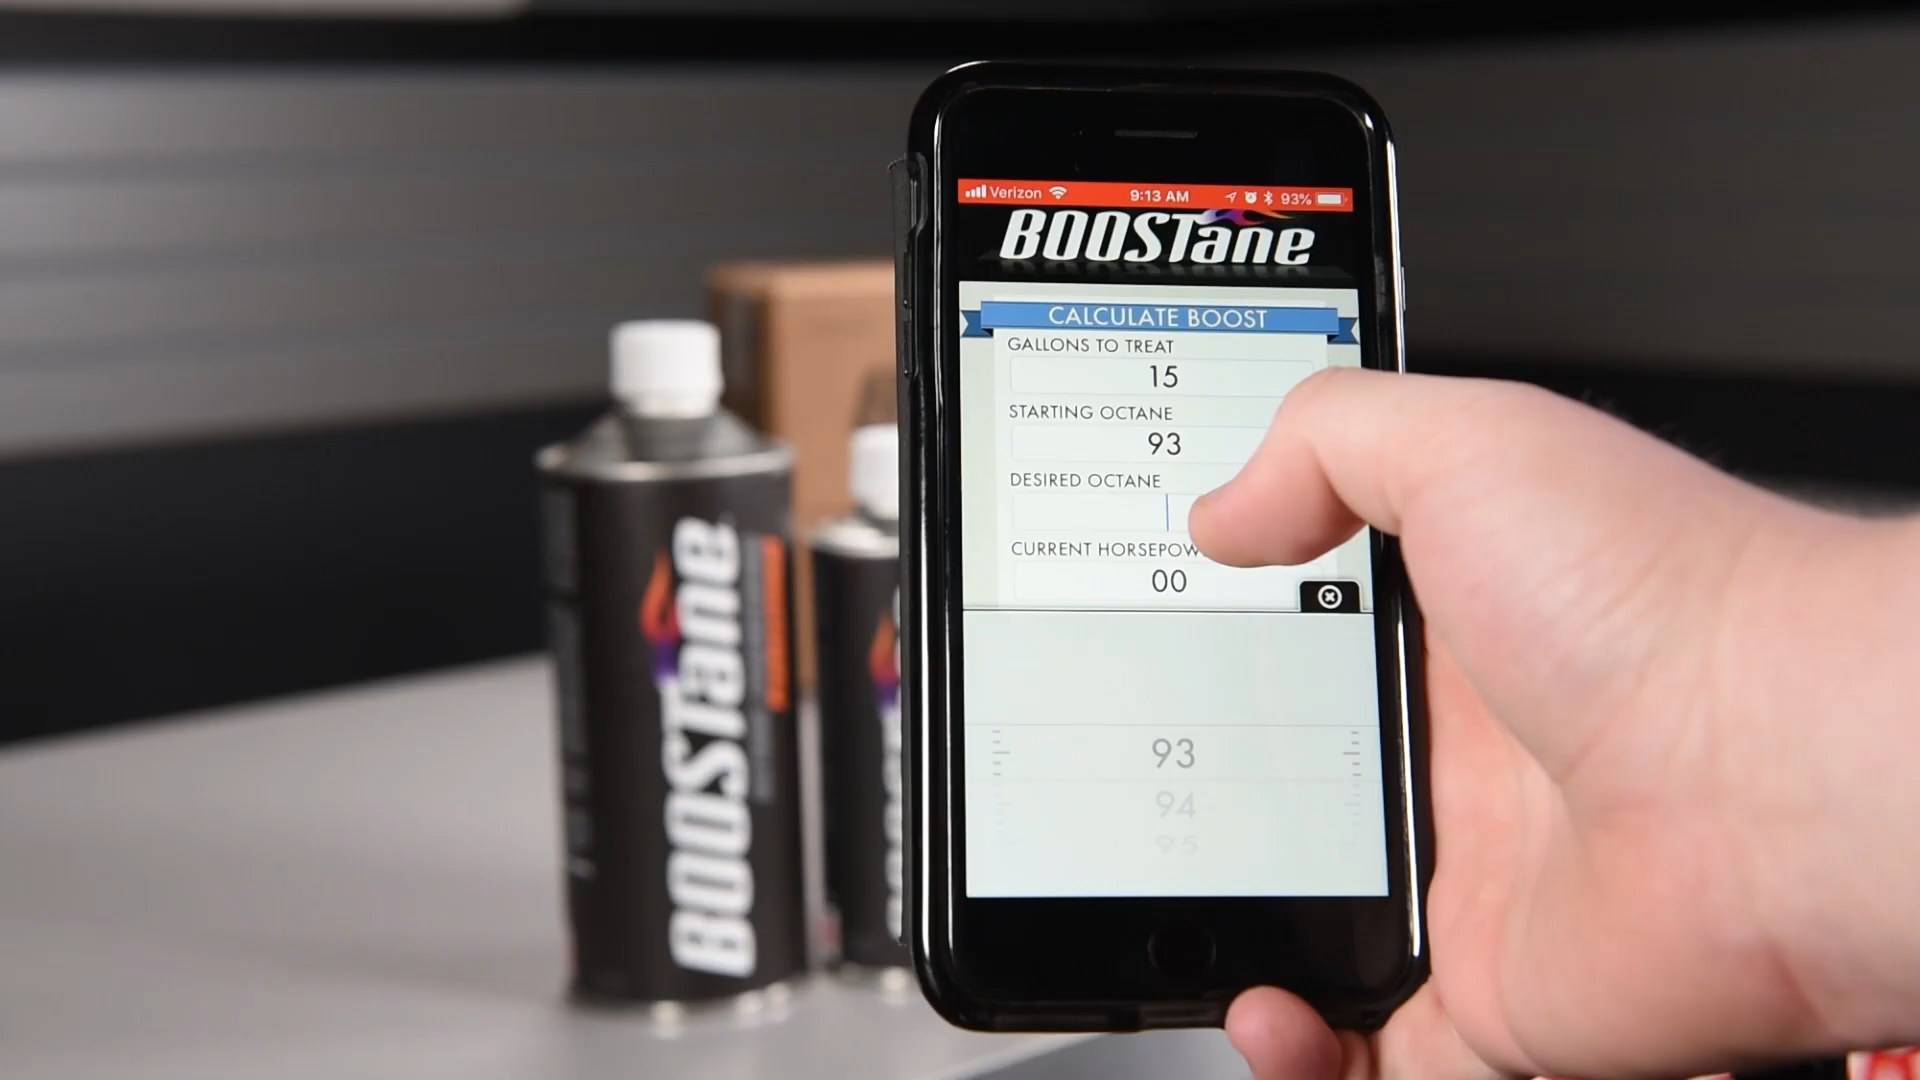 Verizon 9:13 AM 93%
BOOSTane
CALCULATE BOOST
GALLONS TO TREAT
15
STARTING OCTANE
93
DESIRED OCTANE
CURRENT HORSEPOW
00
93
94
95
BOOSTane